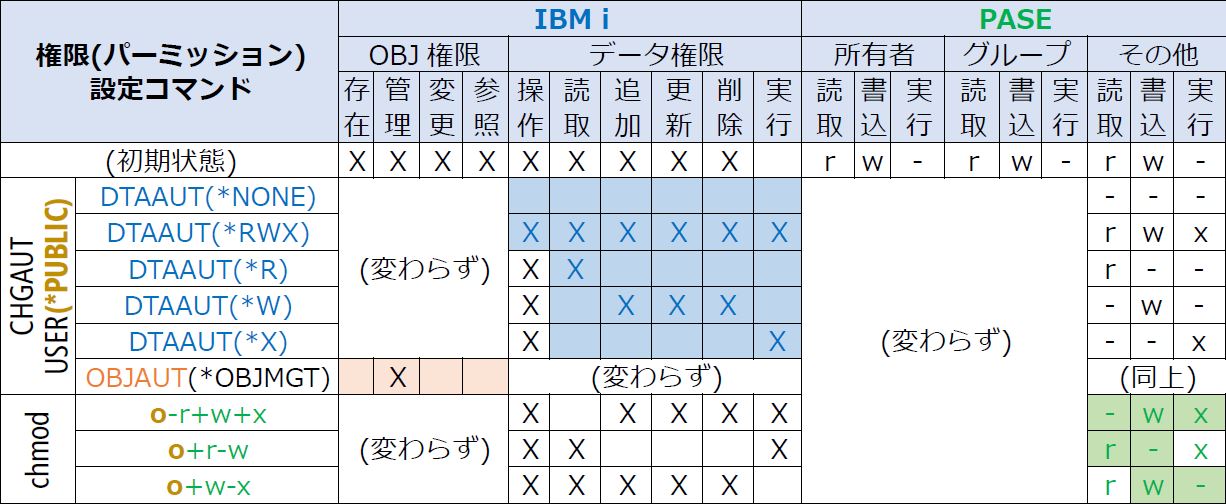 権限(パーミッション)
設定コマンド
IBM i
PASE
OBJ 権限
データ権限
所有者
グループ
その他
存在
管理
変更
参照
操作
読取
追加
更新
削除
実行
読取
書込
実行
読取
書込
実行
読取
書込
実行
(初期状態) X X X X X X X X X r w - r w - r w -
CHGAUT
USER(*PUBLIC)
DTAAUT(*NONE) - - -
DTAAUT(*RWX) X X X X X X r w x
DTAAUT(*R) (変わらず) X X r - -
DTAAUT(*W) X X X X - w -
DTAAUT(*X) X X (変わらず) - - x
OBJAUT(*OBJMGT) X (変わらず) (同上)
chmod
o-r+w+x X X X X X - w x
o+r-w (変わらず) X X X r - x
o+w-x X X X X X r w -